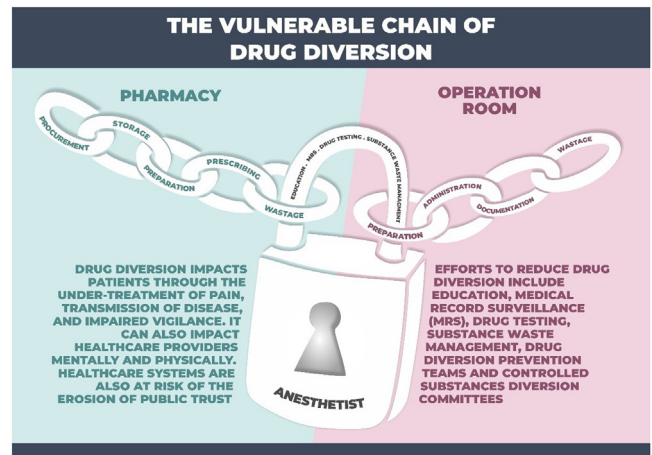 THE VULNERABLE CHAIN OF
DRUG DIVERSION
PHARMACY
PROCUREMENT
STORAGE
PREPARATION
PRESCRIBING
WASTAGE
EDUCATION - MRS - DRUG TESTING - SUBSTANCE WASTE MANAGMENT
OPERATION
ROOM
PREPARATION
ADMINISTRATION
DOCUMENTATION
WASTAGE
DRUG DIVERSION IMPACTS
PATIENTS THROUGH THE
UNDER-TREATMENT OF PAIN,
TRANSMISSION OF DISEASE,
AND IMPAIRED VIGILANCE. IT
CAN ALSO IMPACT
HEALTHCARE PROVIDERS
MENTALLY AND PHYSICALLY.
HEALTHCARE SYSTEMS ARE
ALSO AT RISK OF THE
EROSION OF PUBLIC TRUST
ANESTHETIST
EFFORTS TO REDUCE DRUG
DIVERSION INCLUDE
EDUCATION, MEDICAL
RECORD SURVEILLANCE
(MRS), DRUG TESTING,
SUBSTANCE WASTE
MANAGEMENT, DRUG
DIVERSION PREVENTION
TEAMS AND CONTROLLED
SUBSTANCES DIVERSION
COMMITTEES